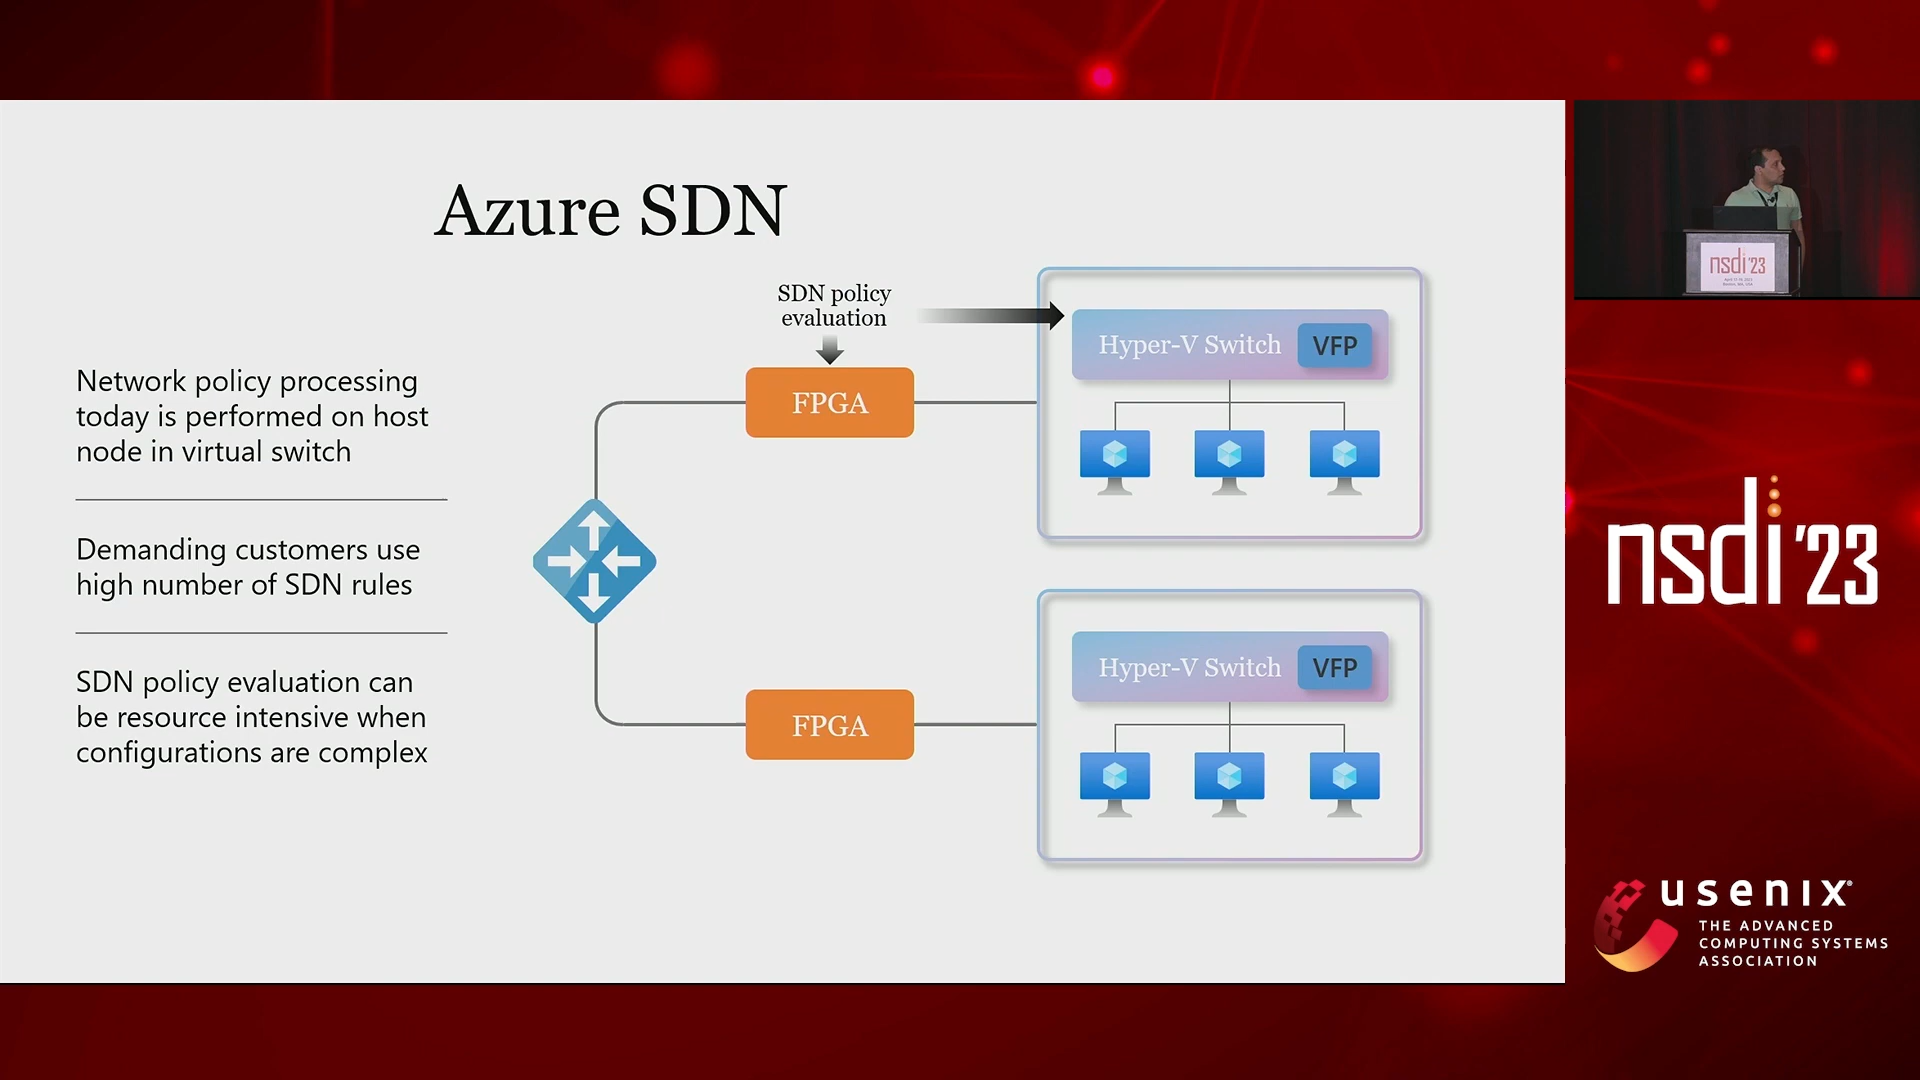 Azure SDN
Network policy processing
today is performed on host
node in virtual switch
Demanding customers use
high number of SDN rules
SDN policy evaluation can
be resource intensive when
configurations are complex
SDN policy
evaluation
FPGA
Hyper-V Switch
VFP
FPGA
Hyper-V Switch
VFP
nsdi '23
nsdi '23
usenix®
THE ADVANCED
COMPUTING SYSTEMS
ASSOCIATION